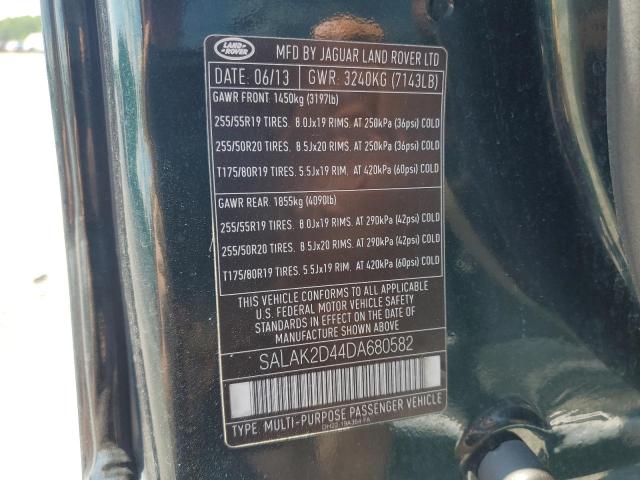 LAND ROVER
MFD BY JAGUAR LAND ROVER LTD
DATE: 06/13 GWR: 3240KG (7143LB)
GAWR FRONT. 1450kg (3197lb)
255/55R19 TIRES. 8.0Jx19 RIMS. AT 250kPa (36psi) COLD
255/50R20 TIRES. 8.5Jx20 RIMS. AT 250kPa (36psi) COLD
T175/80R19 TIRES. 5.5Jx19 RIM. AT 420kPa (60psi) COLD
GAWR REAR. 1855kg (4090lb)
255/55R19 TIRES. 8.0Jx19 RIMS. AT 290kPa (42psi) COLD
255/50R20 TIRES. 8.5Jx20 RIMS. AT 290kPa (42psi) COLD
T175/80R19 TIRES. 5.5Jx19 RIM. AT 420kPa (60psi) COLD
THIS VEHICLE CONFORMS TO ALL APPLICABLE
U.S. FEDERAL MOTOR VEHICLE SAFETY
STANDARDS IN EFFECT ON THE DATE OF
MANUFACTURE SHOWN ABOVE
SALAK2D44DA680582
TYPE: MULTI-PURPOSE PASSENGER VEHICLE